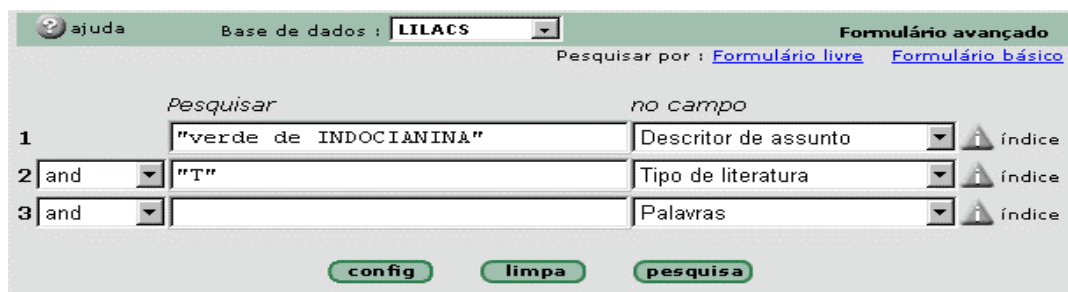 ajuda Base de dados : LILACS Formulário avançado
Pesquisar por : Formulário livre Formulário básico
Pesquisar no campo
1 "verde de INDOCIANINA" Descritor de assunto índice
2 and "T" Tipo de literatura índice
3 and Palavras índice
config limpa pesquisa